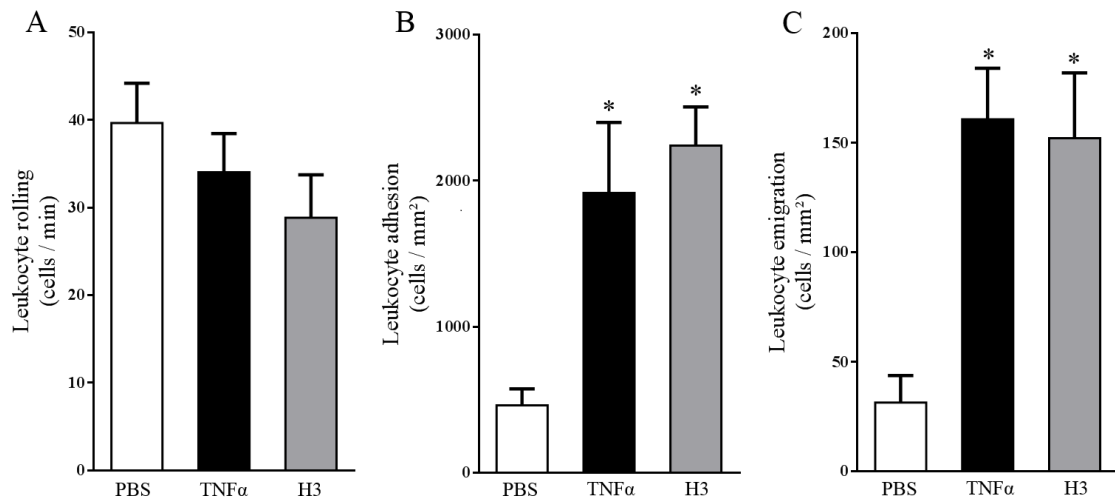 A
Leukocyte rolling
(cells / min)
50
40
30
20
10
0
PBS
TNFα
H3
B
Leukocyte adhesion
(cells / mm²)
3000
2000
1000
0
*
*
PBS
TNFα
H3
C
Leukocyte emigration
(cells / mm²)
200
150
100
50
0
*
*
PBS
TNFα
H3